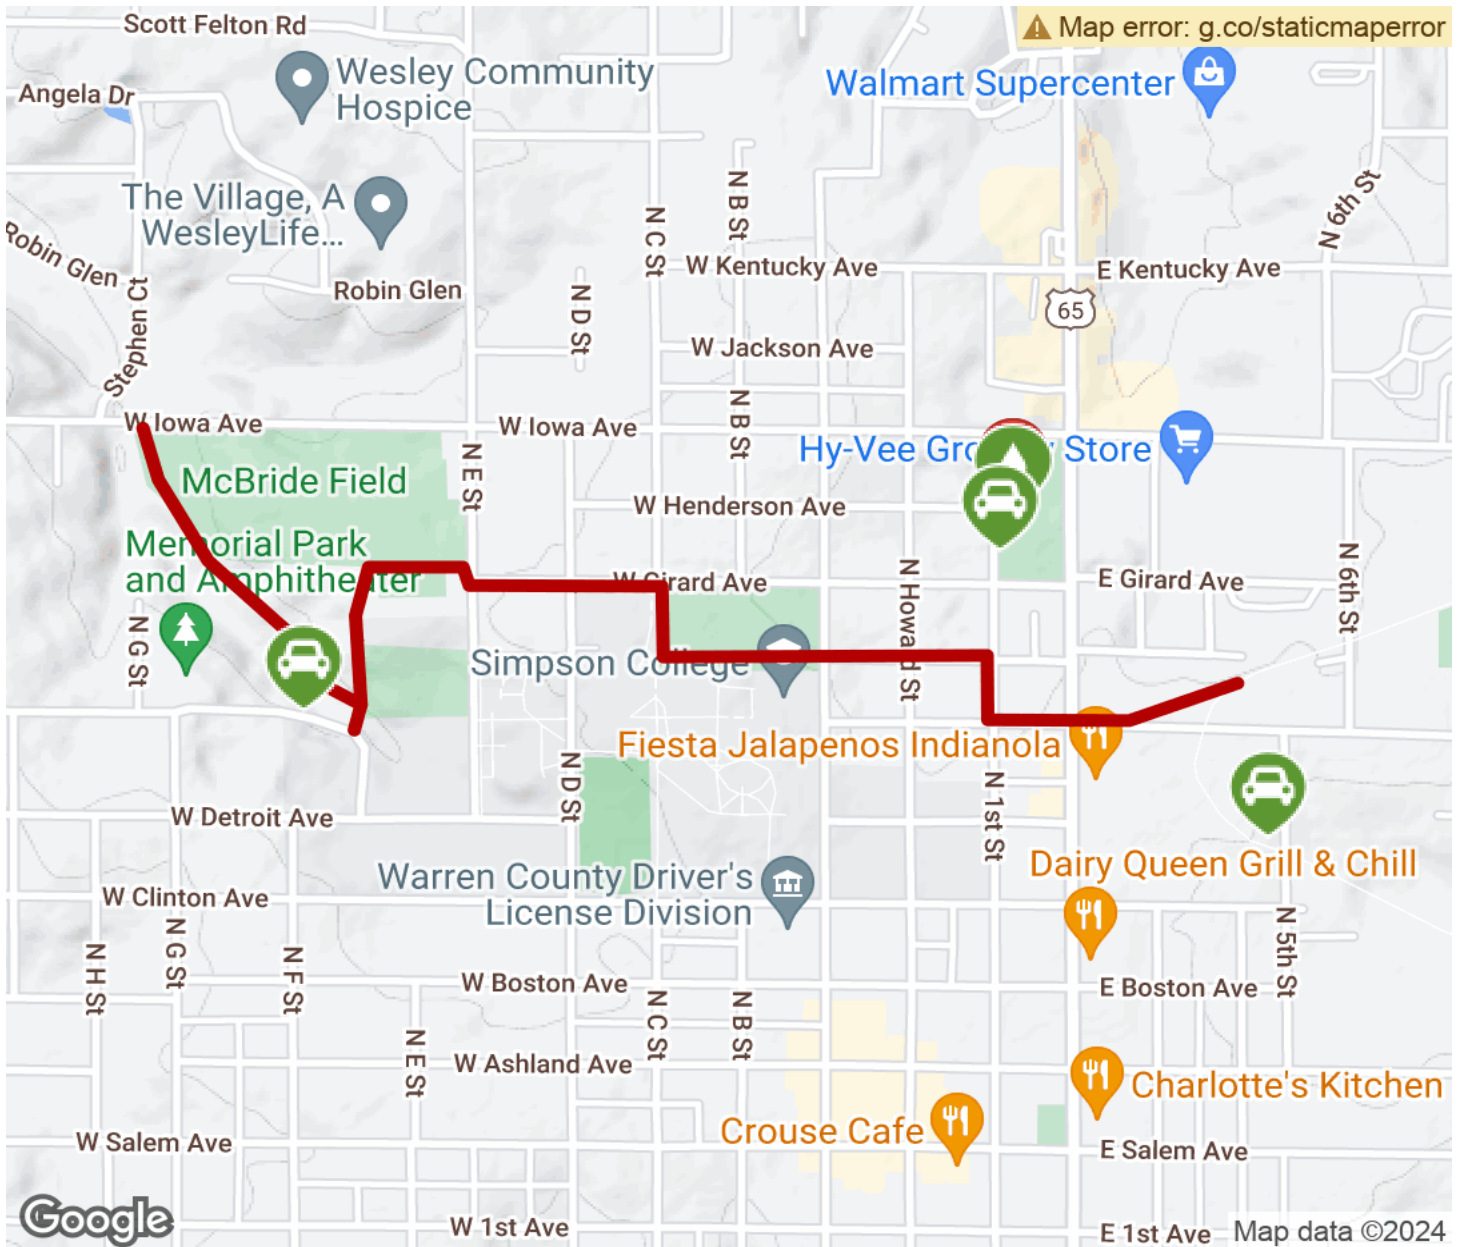 Scott Felton Rd
Map error: g.co/staticmaperror
Wesley Community
Hospice
Walmart Supercenter
Angela Dr
The Village, A
WesleyLife...
N 6th St
N B St
N C St
Robin Glen
W Kentucky Ave
E Kentucky Ave
Robin Glen
Stephen Ct
N D St
65
W Jackson Ave
N B St
W Iowa Ave
W Iowa Ave
Hy-Vee Grocery Store
N E St
McBride Field
W Henderson Ave
Memorial Park
and Amphitheater
W Girard Ave
E Girard Ave
N Howard St
N 6th St
N G St
Simpson College
Fiesta Jalapenos Indianola
N D St
N 1st St
W Detroit Ave
Dairy Queen Grill & Chill
Warren County Driver's
License Division
W Clinton Ave
N H St
N G St
N F St
N 5th St
W Boston Ave
E Boston Ave
N C St
N B St
N E St
W Ashland Ave
Charlotte's Kitchen
Crouse Cafe
W Salem Ave
E Salem Ave
Google
W 1st Ave
E 1st Ave
Map data ©2024